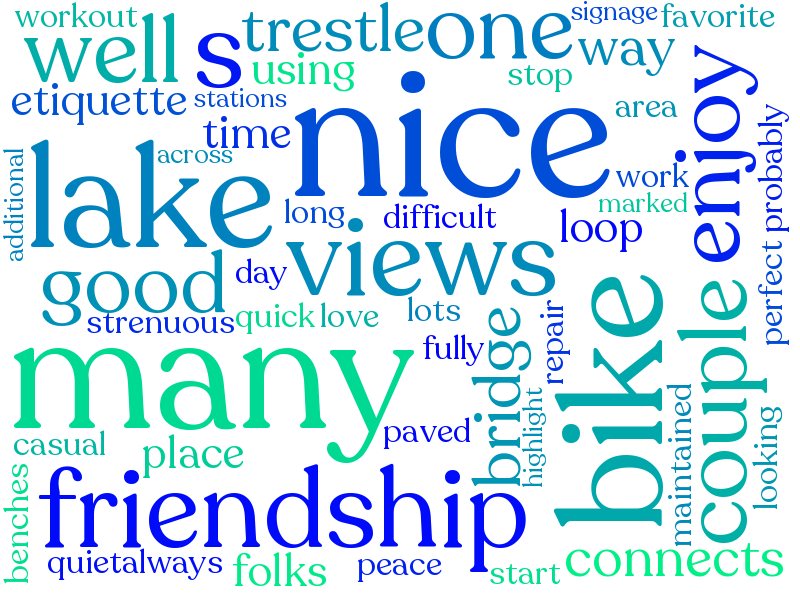 workout
well
s
trestle
one
signage
favorite
way
using
stop
etiquette
stations
time
nice
area
enjoy
probably
additional
lake
across
long
difficult
work
marked
loop
good
day
views
perfect
strenuous
quick
love
lots
many
fully
repair
bridge
highlight
bike
couple
casual
place
paved
maintained
looking
benches
friendship
quietalways
folks
peace
start
connects